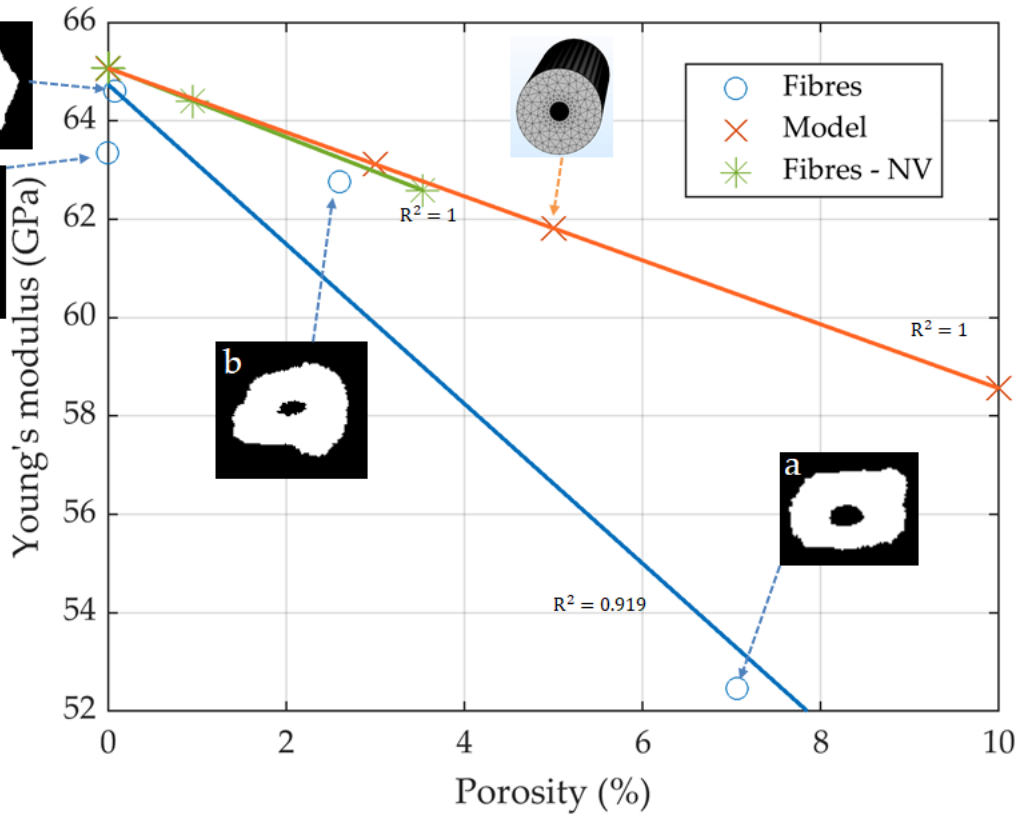 66
64
62
60
58
56
54
52
Young's modulus (GPa)
0
2
4
6
8
10
Porosity (%)
Fibres
Model
Fibres - NV
R² = 1
R² = 1
R² = 0.919
b
a